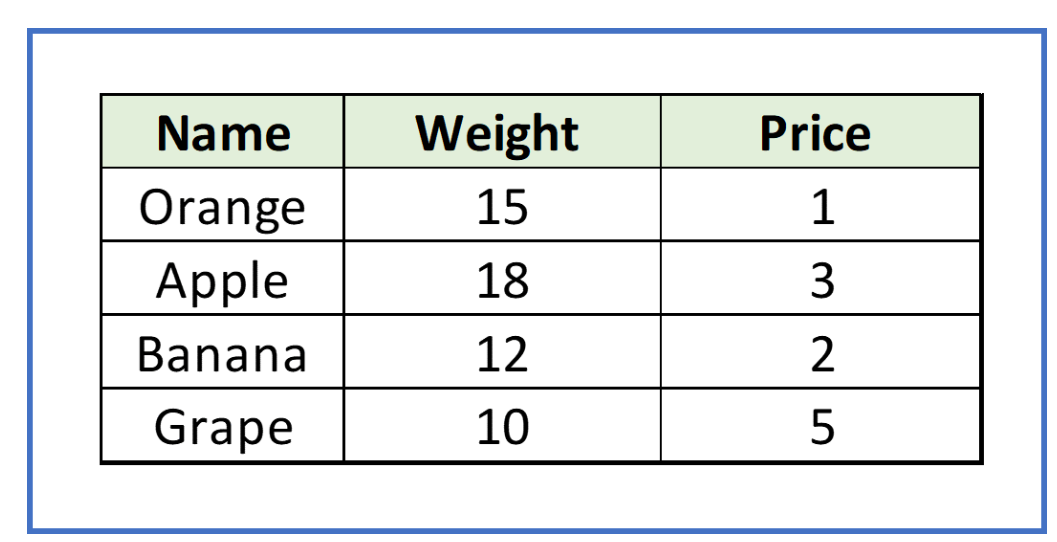 Name Weight Price
Orange 15 1
Apple 18 3
Banana 12 2
Grape 10 5